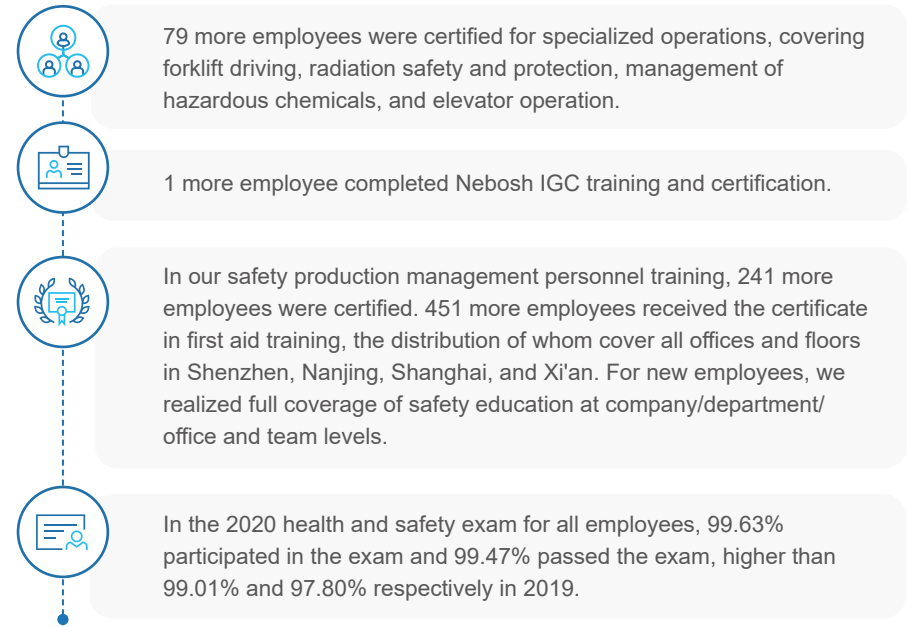 79 more employees were certified for specialized operations, covering
forklift driving, radiation safety and protection, management of
hazardous chemicals, and elevator operation.
1 more employee completed Nebosh IGC training and certification.
In our safety production management personnel training, 241 more
employees were certified. 451 more employees received the certificate
in first aid training, the distribution of whom cover all offices and floors
in Shenzhen, Nanjing, Shanghai, and Xi'an. For new employees, we
realized full coverage of safety education at company/department/
office and team levels.
In the 2020 health and safety exam for all employees, 99.63%
participated in the exam and 99.47% passed the exam, higher than
99.01% and 97.80% respectively in 2019.